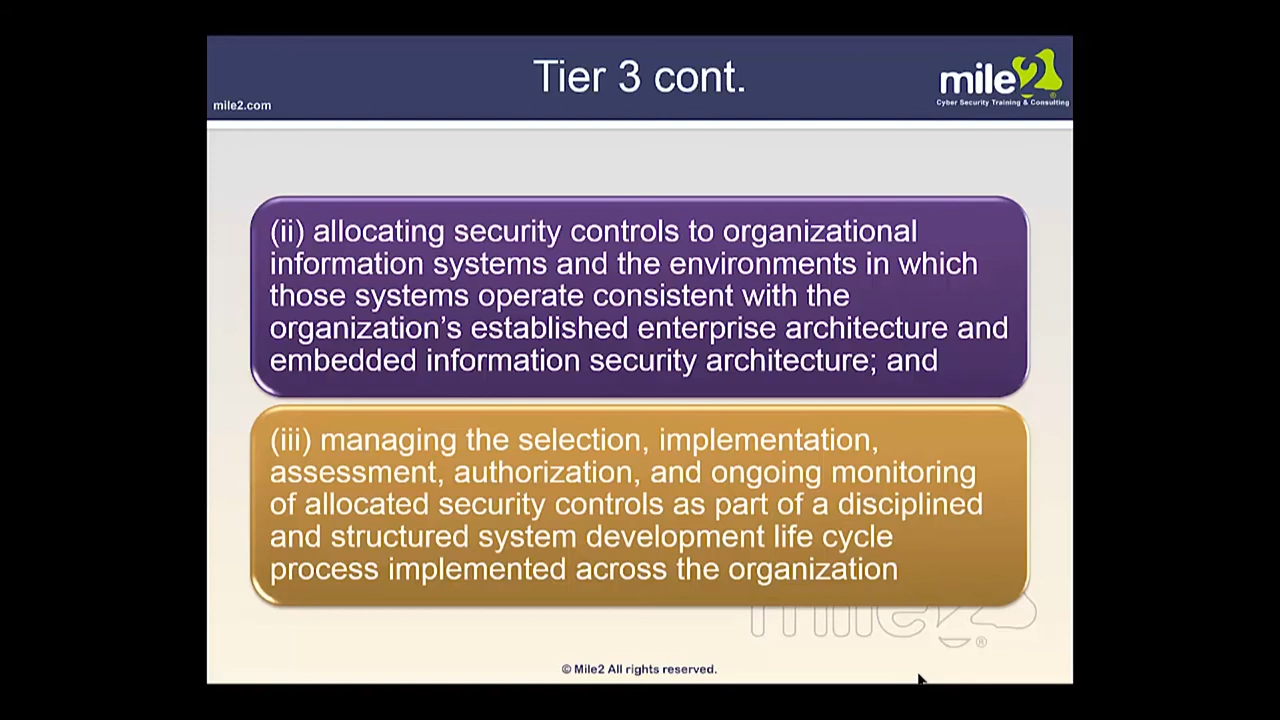 Tier 3 cont.
mile2.com
mile2
®
Cyber Security Training & Consulting
(ii) allocating security controls to organizational
information systems and the environments in which
those systems operate consistent with the
organization’s established enterprise architecture and
embedded information security architecture; and
(iii) managing the selection, implementation,
assessment, authorization, and ongoing monitoring
of allocated security controls as part of a disciplined
and structured system development life cycle
process implemented across the organization
mile2
®
© Mile2 All rights reserved.